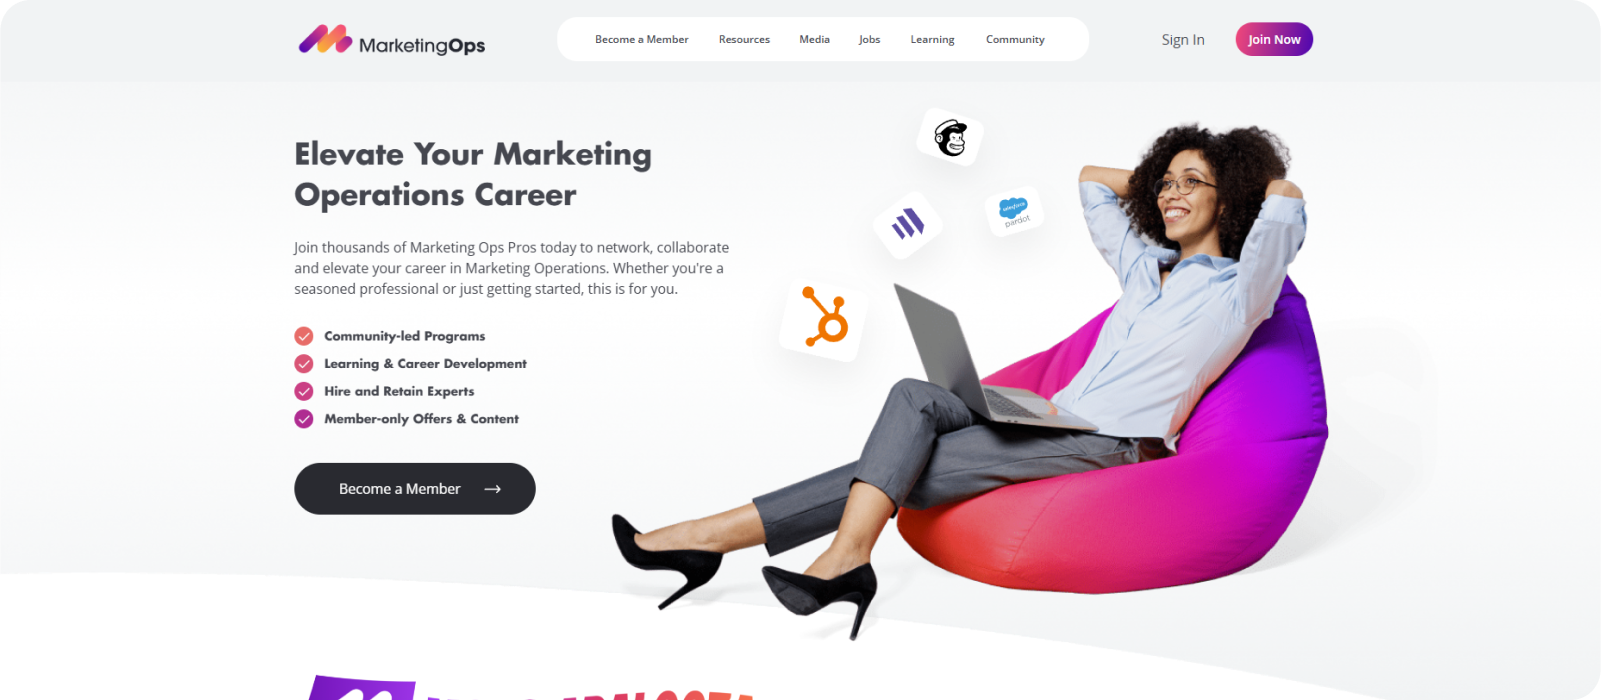 MarketingOps
Become a Member
Resources
Media
Jobs
Learning
Community
Sign In
Join Now
Elevate Your Marketing
Operations Career
Join thousands of Marketing Ops Pros today to network, collaborate
and elevate your career in Marketing Operations. Whether you're a
seasoned professional or just getting started, this is for you.
Community-led Programs
Learning & Career Development
Hire and Retain Experts
Member-only Offers & Content
Become a Member
salesforce
pardot